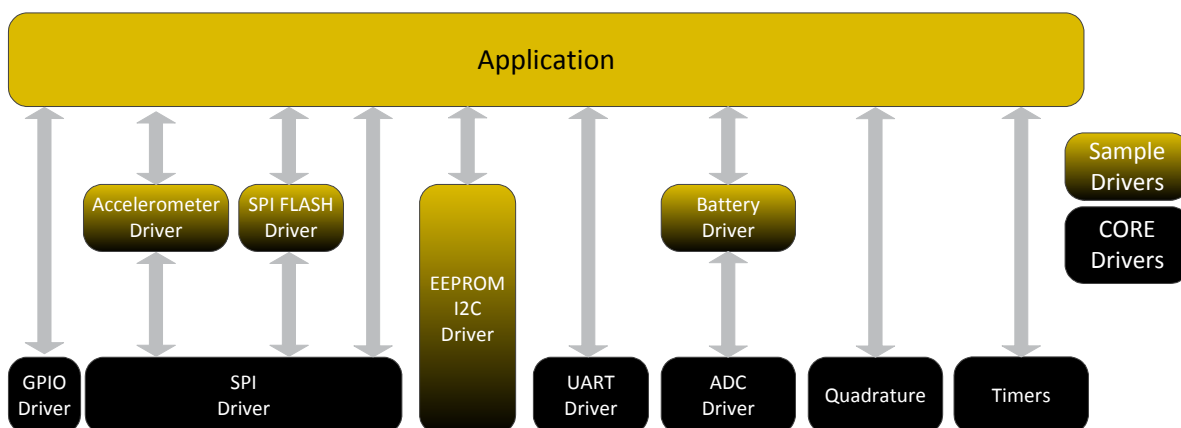 Application
Sample
Drivers
CORE
Drivers
Accelerometer
Driver
SPI FLASH
Driver
Battery
Driver
EEPROM
I2C
Driver
GPIO
Driver
SPI
Driver
UART
Driver
ADC
Driver
Quadrature
Timers